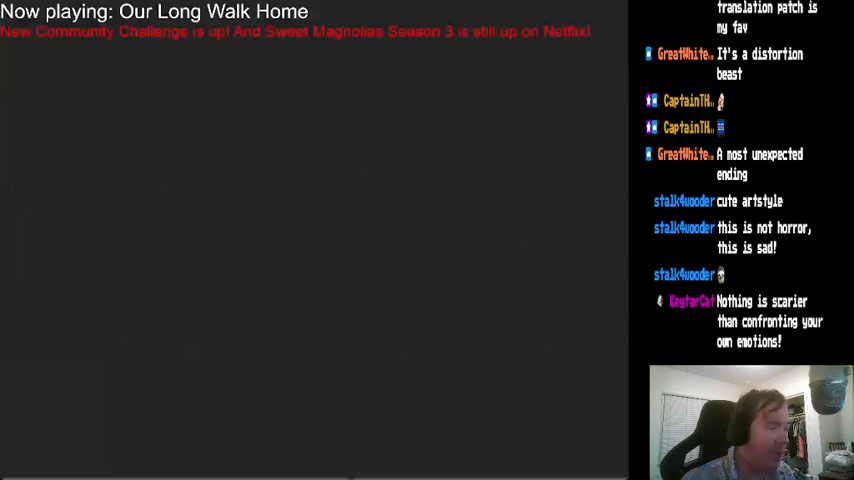 Now playing: Our Long Walk Home
New Community Challenge is up! And Sweet Magnolias Season 3 is still up on Netflix!
translation patch is
my fav
GreatWhite… It's a distortion
beast
CaptainTH…
CaptainTH…
GreatWhite… A most unexpected
ending
stalk4wooder cute artstyle
stalk4wooder this is not horror,
this is sad!
stalk4wooder
KeytarCat Nothing is scarier
than confronting your
own emotions!